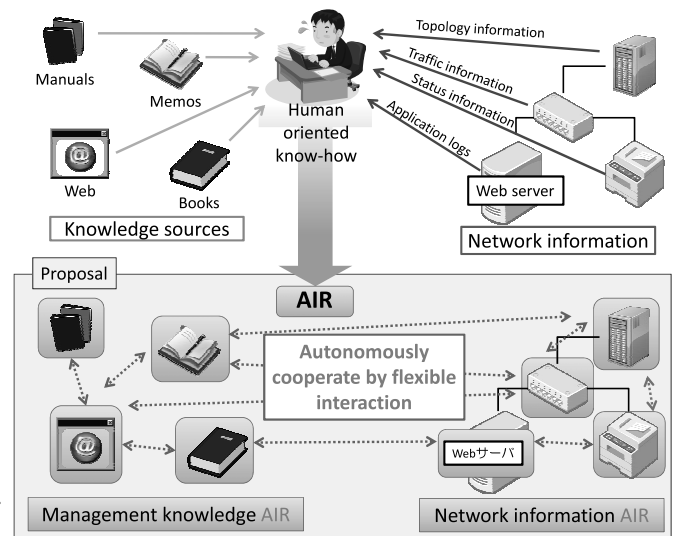 Topology information
Traffic information
Status information
Application logs
Manuals
Memos
Human
oriented
know-how
@
Web
Books
Web server
Knowledge sources
Network information
Proposal
AIR
Autonomously
cooperate by flexible
interaction
@
Webサーバ
Management knowledge AIR
Network information AIR